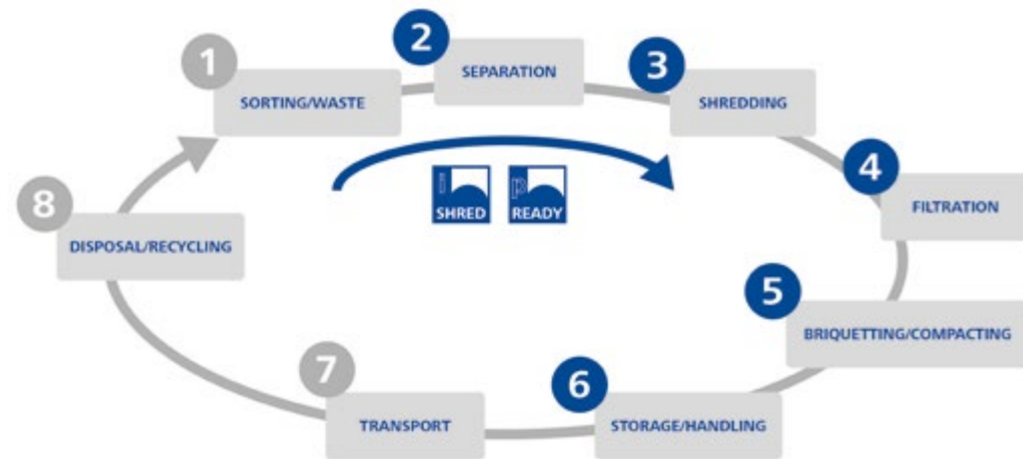 1
SORTING/WASTE
2
SEPARATION
3
SHREDDING
4
FILTRATION
5
BRIQUETTING/COMPACTING
6
STORAGE/HANDLING
7
TRANSPORT
8
DISPOSAL/RECYCLING
i
SHRED
p
READY